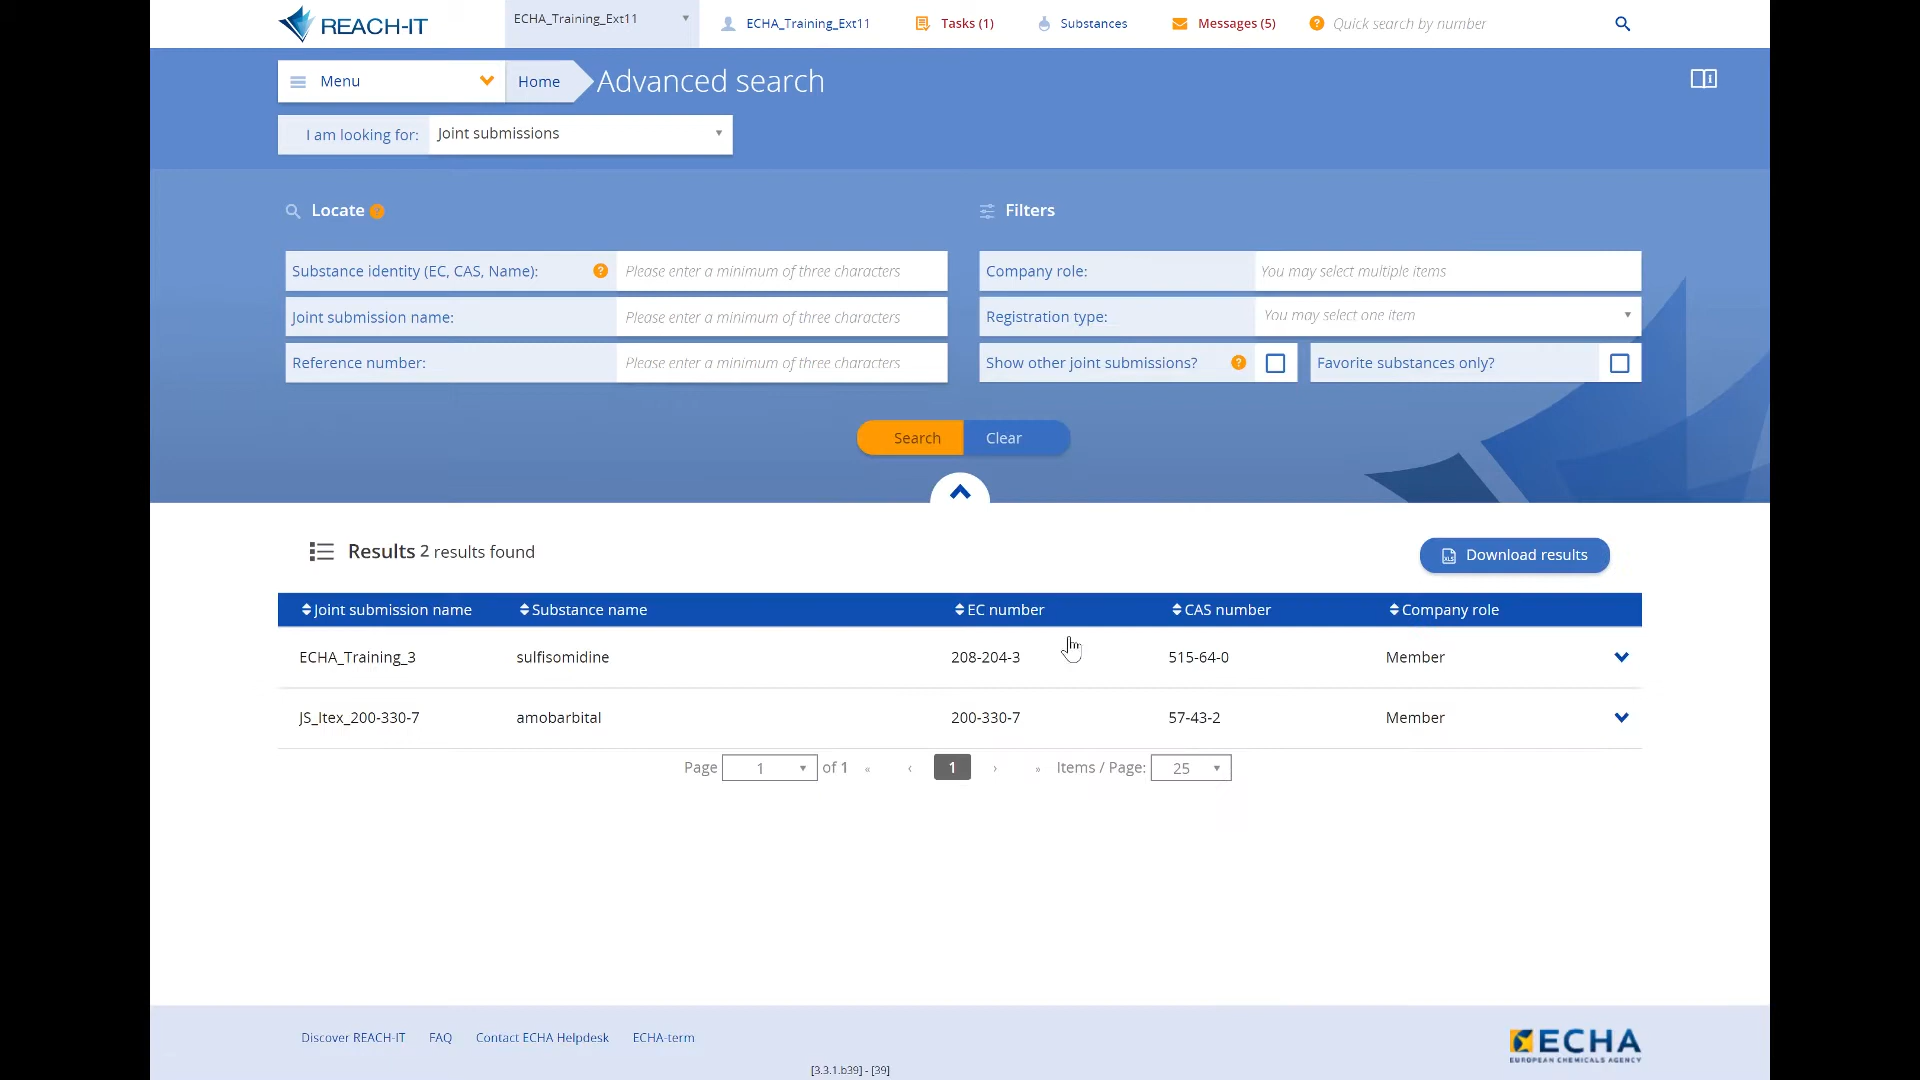 REACH-IT
ECHA_Training_Ext11
ECHA_Training_Ext11
Tasks (1)
Substances
Messages (5)
? Quick search by number
Menu
Home
Advanced search
I am looking for: Joint submissions
Locate ?
Filters
Substance identity (EC, CAS, Name): ? Please enter a minimum of three characters
Company role: You may select multiple items
Joint submission name: Please enter a minimum of three characters
Registration type: You may select one item
Reference number: Please enter a minimum of three characters
Show other joint submissions? ?
Favorite substances only?
Search
Clear
Results 2 results found
XLS Download results
Joint submission name Substance name EC number CAS number Company role
ECHA_Training_3 sulfisomidine 208-204-3 515-64-0 Member
JS_Itex_200-330-7 amobarbital 200-330-7 57-43-2 Member
Page 1 of 1 « ‹ 1 › » Items / Page: 25
Discover REACH-IT FAQ Contact ECHA Helpdesk ECHA-term
ECHA
EUROPEAN CHEMICALS AGENCY
[3.3.1.b39] - [39]